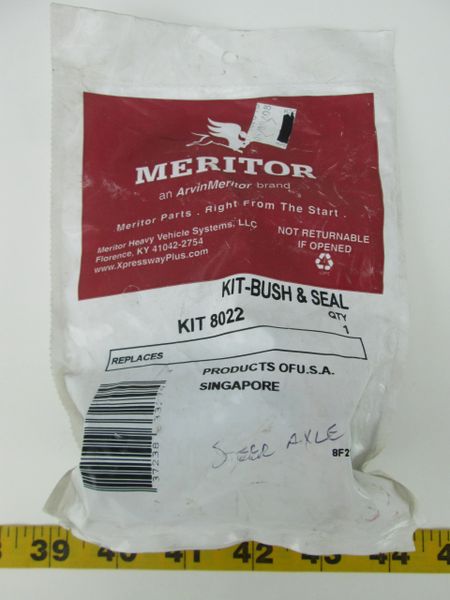 MERITOR
an ArvinMeritor brand
Meritor Parts . Right From The Start .
Meritor Heavy Vehicle Systems, LLC
Florence, KY 41042-2754
www.XpresswayPlus.com
NOT RETURNABLE
IF OPENED
KIT-BUSH & SEAL
KIT 8022
QTY
1
REPLACES
PRODUCTS OFU.S.A.
SINGAPORE
STEER AXLE
39 40 41 42 43 44